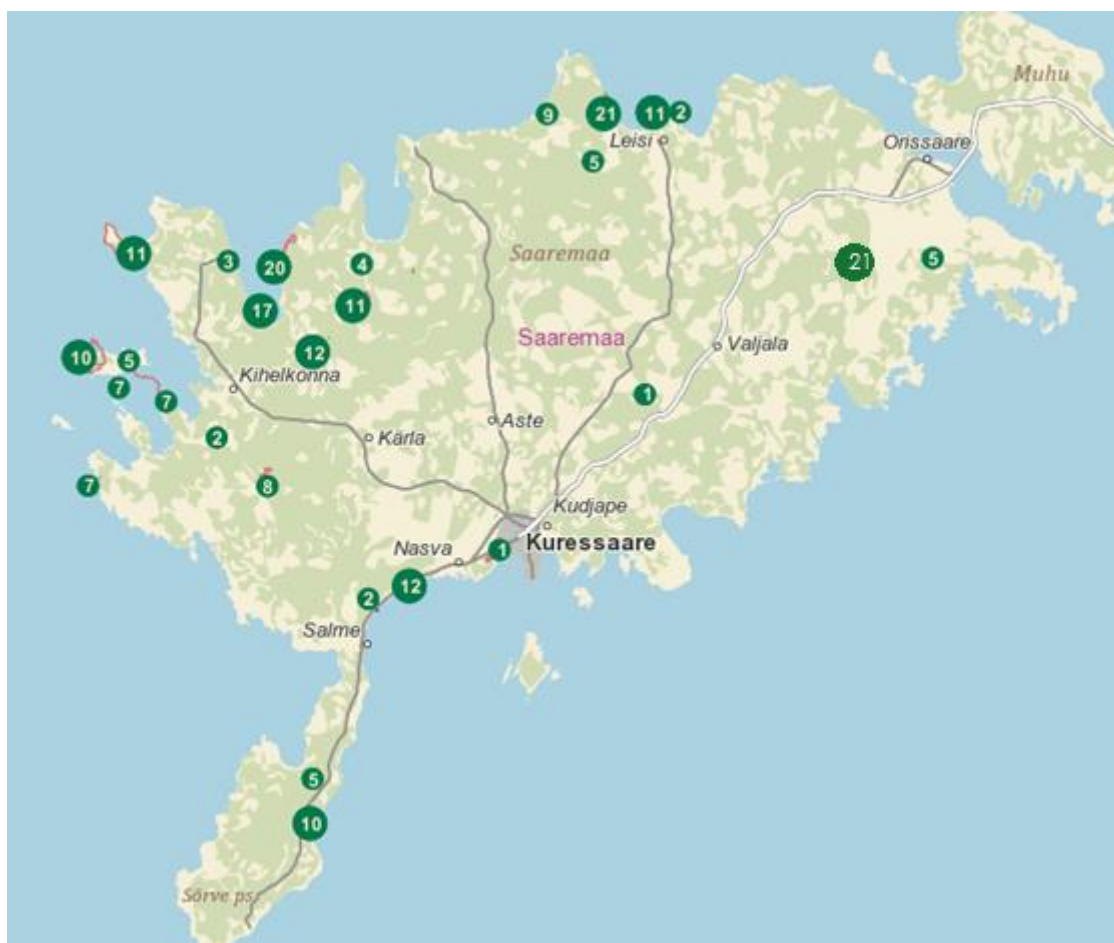 Muhu
9
21
11
2
Leisi
Orissaare
5
11
3
20
4
Saaremaa
21
5
17
11
Saaremaa
Valjala
10
5
12
7
Kihelkonna
7
1
2
Kärla
Aste
7
8
Kudjape
Nasva
1
Kuressaare
12
2
Salme
5
10
Sõrve ps.